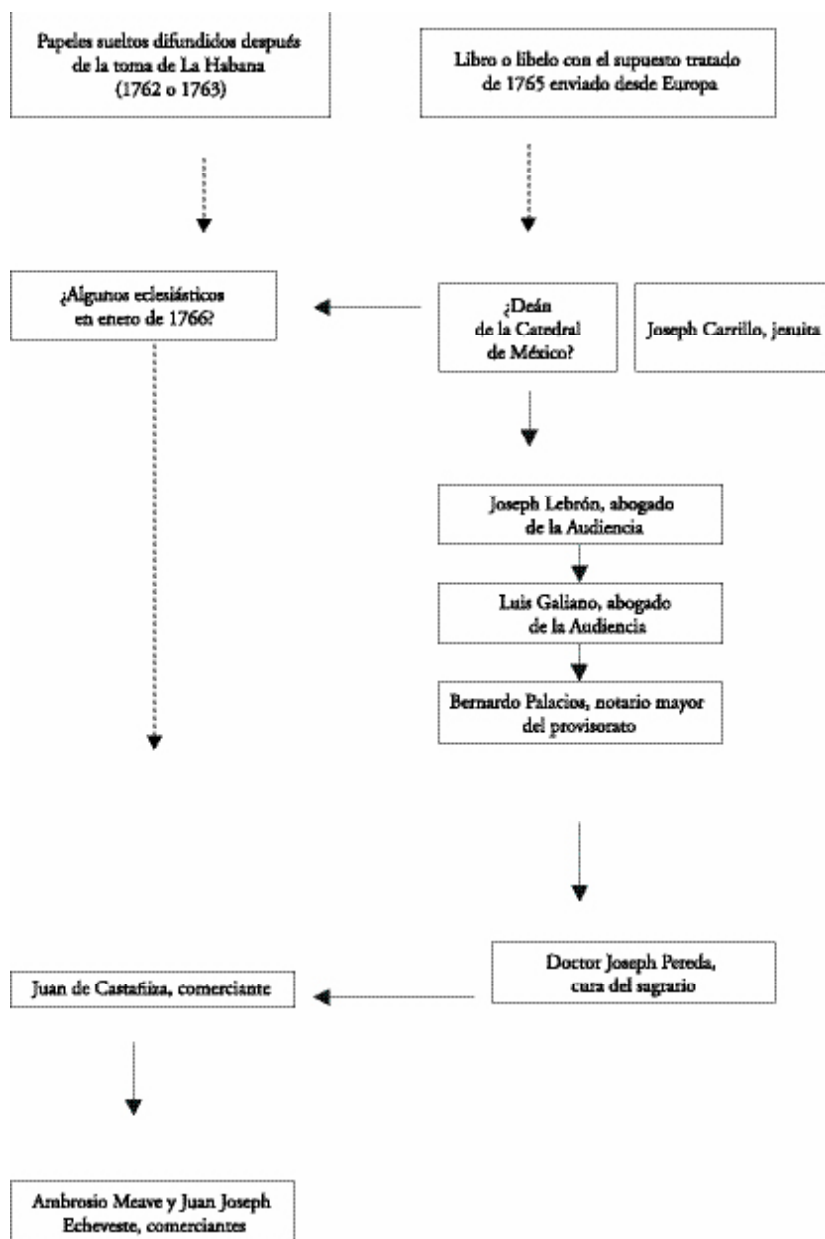 Papeles sueltos difundidos después
de la toma de La Habana
(1762 o 1763)
Libro o libelo con el supuesto tratado
de 1765 enviado desde Europa
¿Algunos eclesiásticos
en enero de 1766?
¿Deán
de la Catedral
de México?
Joseph Carrillo, jesuita
Joseph Lebrón, abogado
de la Audiencia
Luis Galiano, abogado
de la Audiencia
Bernardo Palacios, notario mayor
del provisorato
Doctor Joseph Pereda,
cura del sagrario
Juan de Castañiza, comerciante
Ambrosio Meave y Juan Joseph
Echeveste, comerciantes